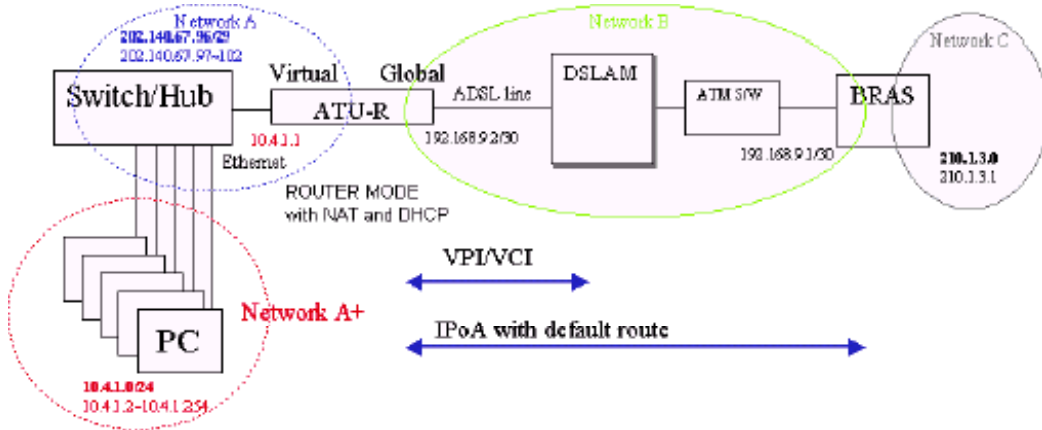 Network A
202.140.67.96/29
202.140.67.97~102
Network B
Network C
Switch/Hub
Virtual
Global
ATU-R
ADSL line
DSLAM
ATM S/W
BRAS
10.4.1.1
Ethernet
192.168.9.2/30
192.168.9.1/30
210.1.3.0
210.1.3.1
ROUTER MODE
with NAT and DHCP
VPI/VCI
Network A+
PC
IPoA with default route
10.4.1.0/24
10.4.1.2~10.4.1.254